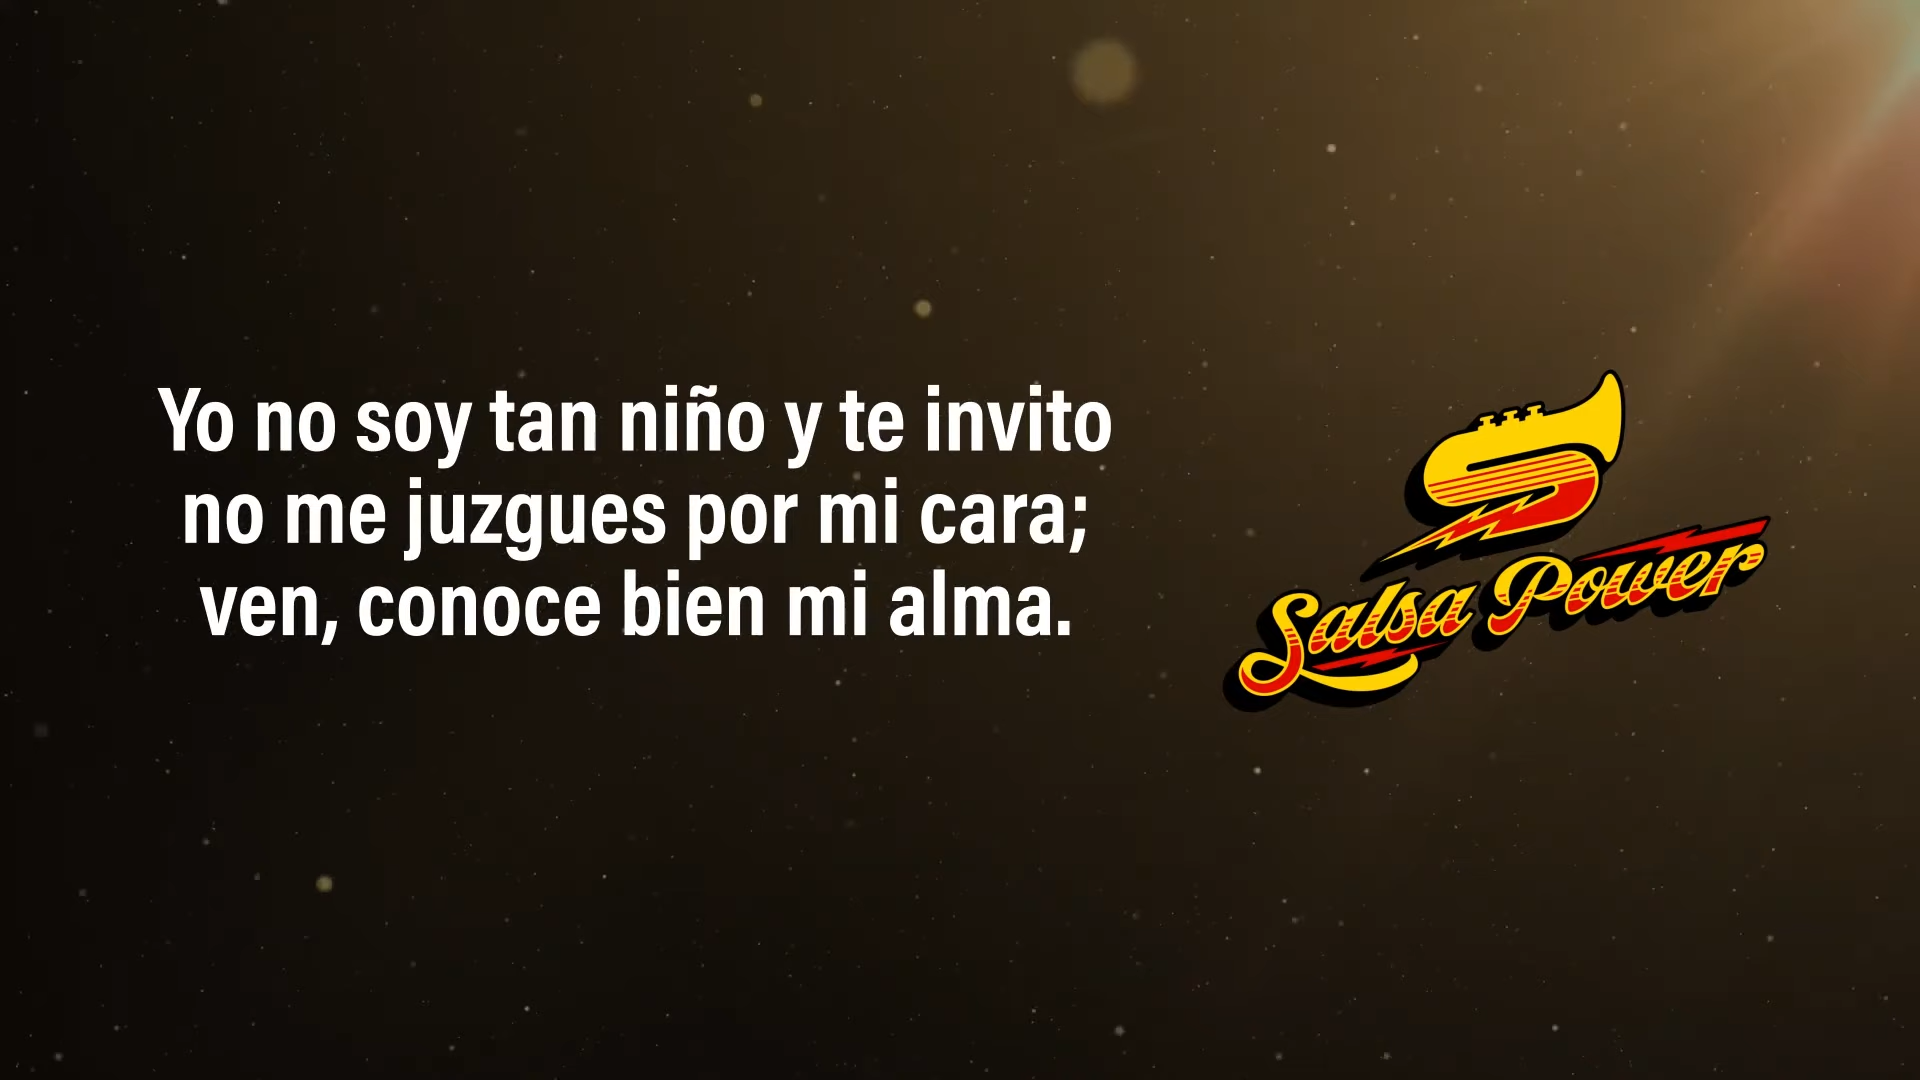 Yo no soy tan niño y te invito
no me juzgues por mi cara;
ven, conoce bien mi alma.
Salsa Power